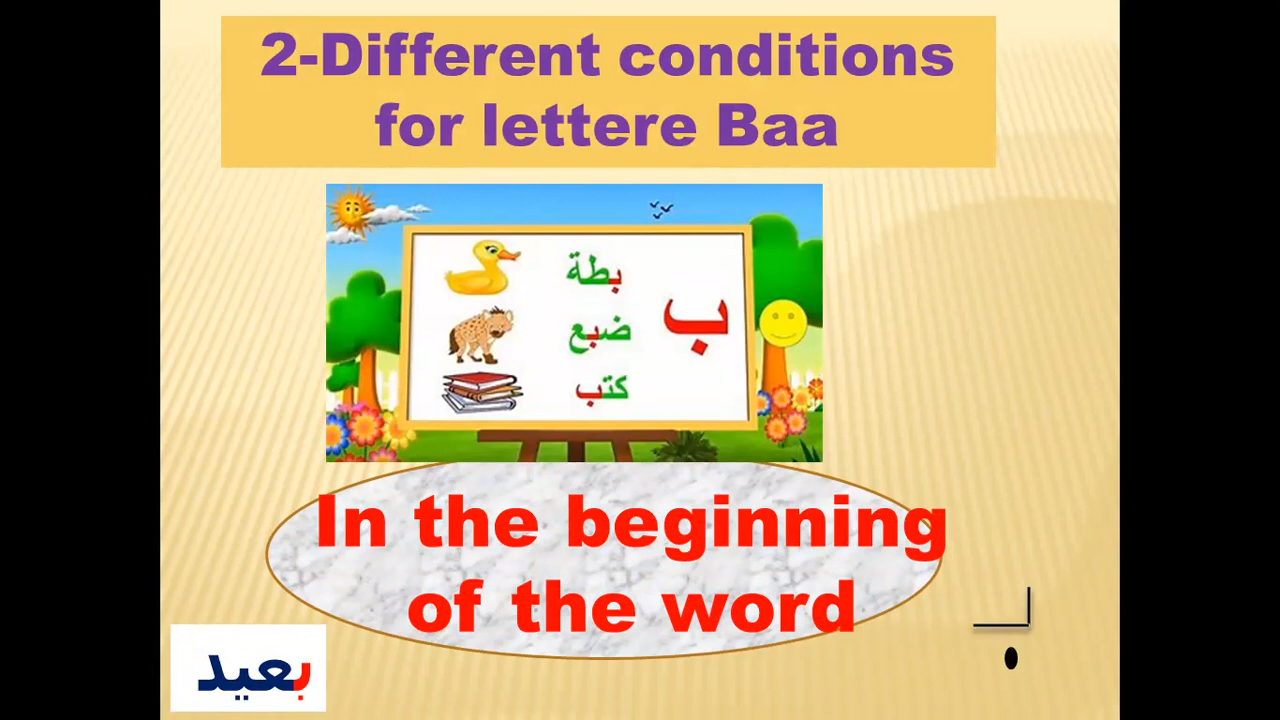 2-Different conditions
for lettere Baa
ب
بطة
ضبع
كتب
In the beginning
of the word
بعيد